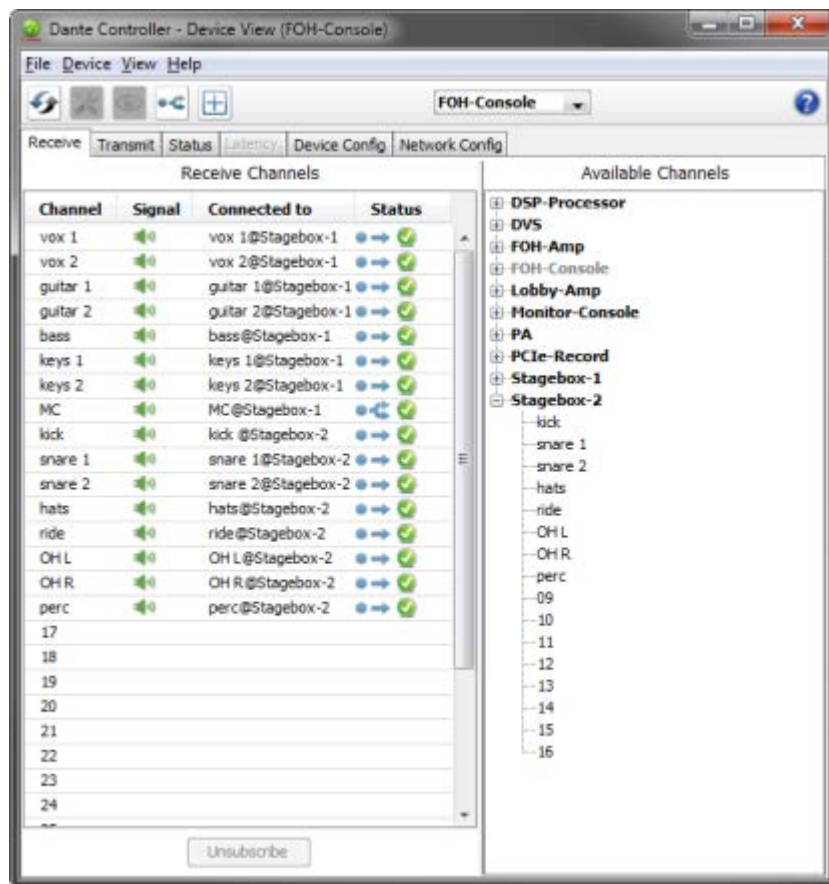 Dante Controller - Device View (FOH-Console)
File Device View Help
FOH-Console
Receive Transmit Status Latency Device Config Network Config
Receive Channels
Channel Signal Connected to Status
vox 1 vox 1@Stagebox-1
vox 2 vox 2@Stagebox-1
guitar 1 guitar 1@Stagebox-1
guitar 2 guitar 2@Stagebox-1
bass bass@Stagebox-1
keys 1 keys 1@Stagebox-1
keys 2 keys 2@Stagebox-1
MC MC@Stagebox-1
kick kick @Stagebox-2
snare 1 snare 1@Stagebox-2
snare 2 snare 2@Stagebox-2
hats hats@Stagebox-2
ride ride@Stagebox-2
OH L OH L@Stagebox-2
OH R OH R@Stagebox-2
perc perc@Stagebox-2
17
18
19
20
21
22
23
24
Unsubscribe
Available Channels
DSP-Processor
DVS
FOH-Amp
FOH-Console
Lobby-Amp
Monitor-Console
PA
PCIe-Record
Stagebox-1
Stagebox-2
kick
snare 1
snare 2
hats
ride
OH L
OH R
perc
09
10
11
12
13
14
15
16